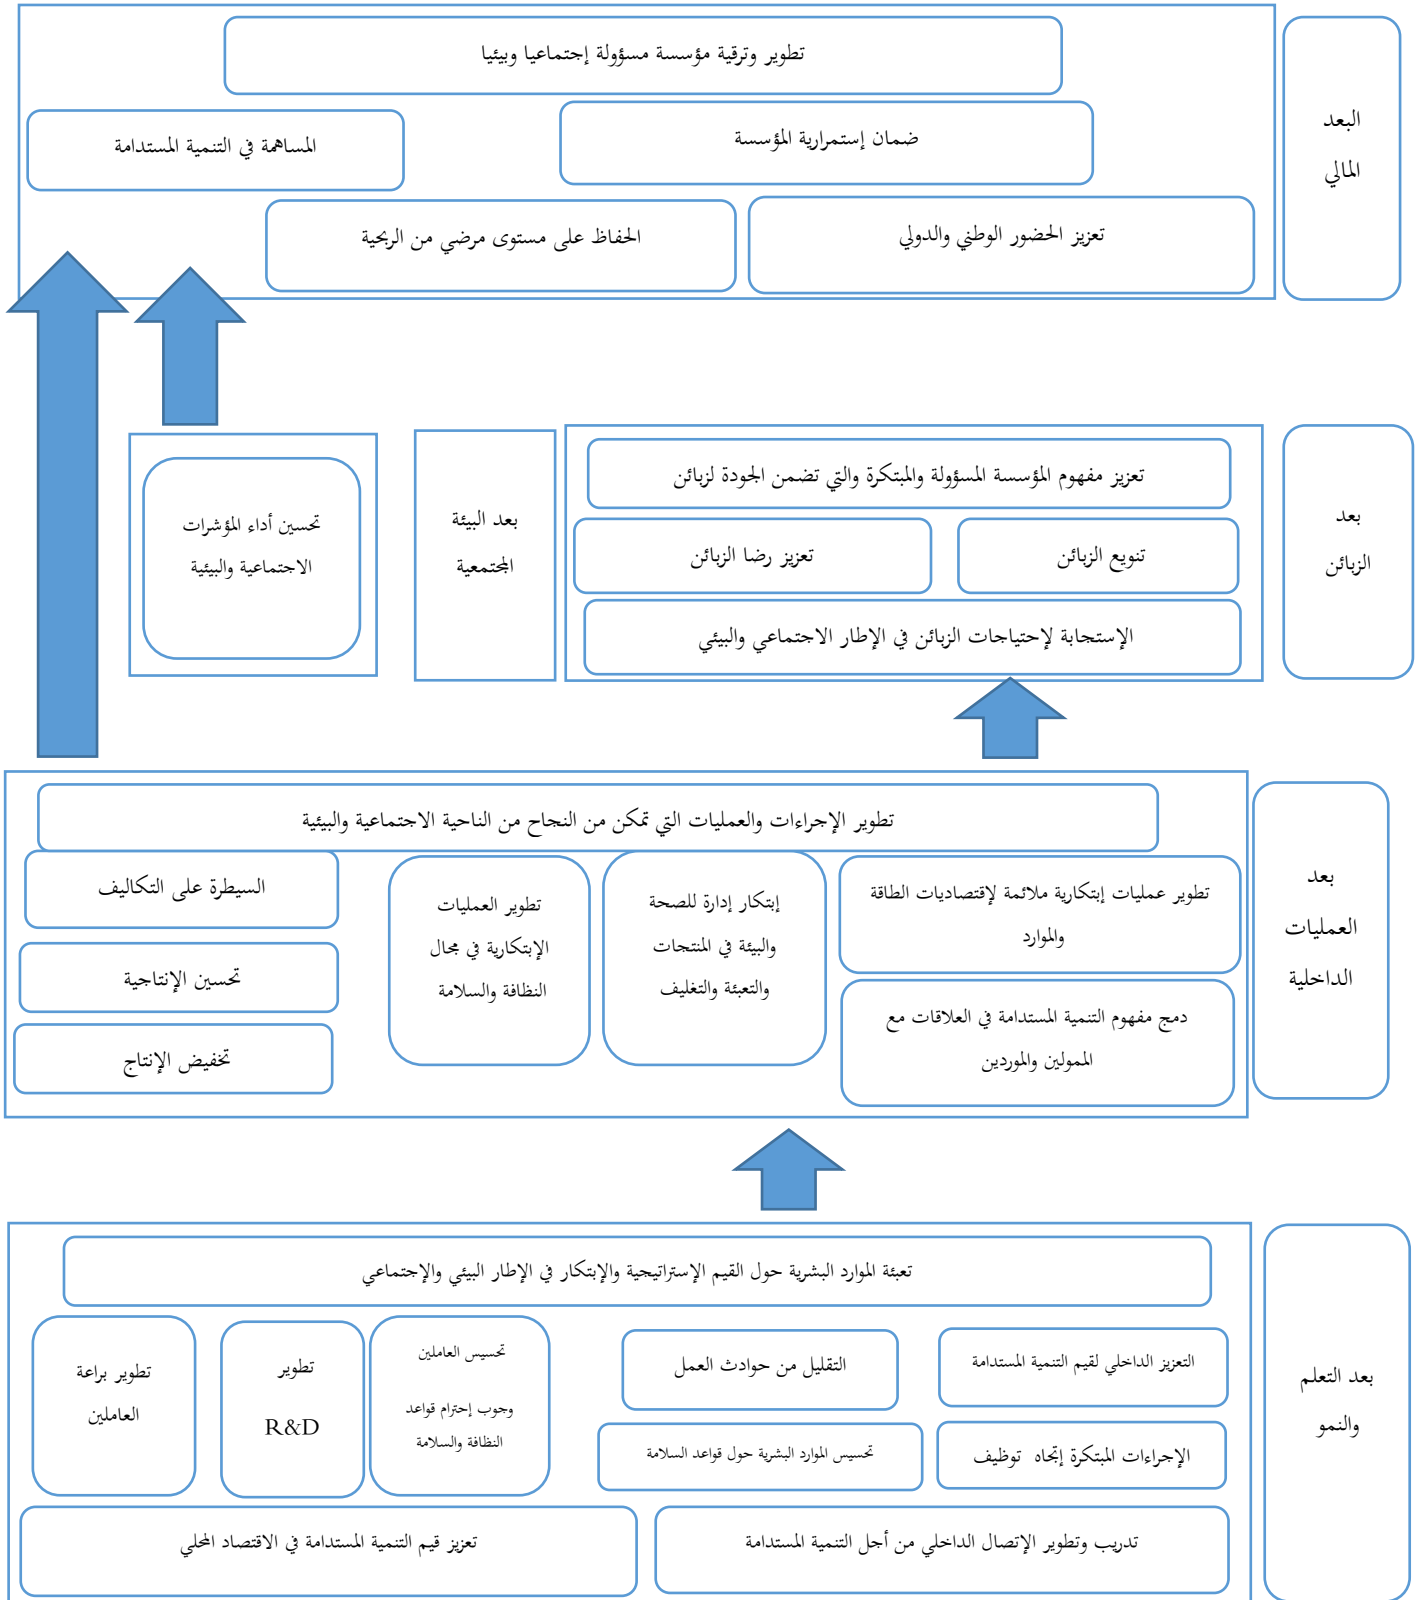 تطوير وترقية مؤسسة مسؤولة إجتماعيا وبيئيا
البعد
المالي
ضمان إستمرارية المؤسسة
المساهمة في التنمية المستدامة
تعزيز الحضور الوطني والدولي
الحفاظ على مستوى مرضي من الربحية
بعد
الزبائن
تعزيز مفهوم المؤسسة المسؤولة والمبتكرة والتي تضمن الجودة لزبائن
تنويع الزبائن
تعزيز رضا الزبائن
الإستجابة لإحتياجات الزبائن في الإطار الاجتماعي والبيئي
بعد البيئة
المجتمعية
تحسين أداء المؤشرات
الاجتماعية والبيئية
بعد
العمليات
الداخلية
تطوير الإجراءات والعمليات التي تمكن من النجاح من الناحية الاجتماعية والبيئية
تطوير عمليات إبتكارية ملائمة لإقتصاديات الطاقة
والموارد
دمج مفهوم التنمية المستدامة في العلاقات مع
الممولين والموردين
إبتكار إدارة للصحة
والبيئة في المنتجات
والتعبئة والتغليف
تطوير العمليات
الإبتكارية في مجال
النظافة والسلامة
السيطرة على التكاليف
تحسين الإنتاجية
تخفيض الإنتاج
بعد التعلم
والنمو
تعبئة الموارد البشرية حول القيم الإستراتيجية والإبتكار في الإطار البيئي والإجتماعي
التعزيز الداخلي لقيم التنمية المستدامة
الإجراءات المبتكرة إتجاه توظيف
التقليل من حوادث العمل
تحسيس الموارد البشرية حول قواعد السلامة
تحسيس العاملين
وجوب إحترام قواعد
النظافة والسلامة
تطوير
R&D
تطوير براعة
العاملين
تدريب وتطوير الإتصال الداخلي من أجل التنمية المستدامة
تعزيز قيم التنمية المستدامة في الاقتصاد المحلي